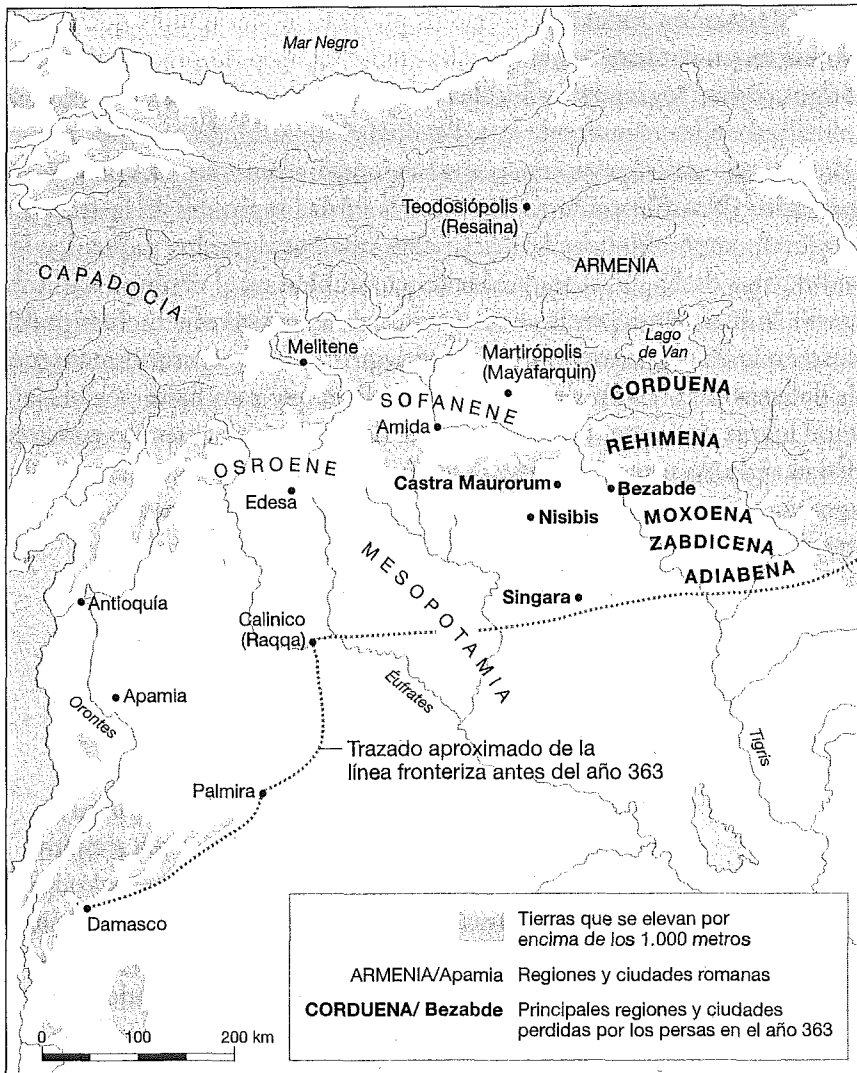 Mar Negro
Teodosiópolis
(Resaina)
CAPADOCIA
ARMENIA
Lago
de Van
Melitene
Martirópolis
(Mayafarquin)
CORDUENA
SOFANENE
Amida
REHIMENA
OSROENE
Edesa
Castra Maurorum
Bezabde
Nisibis
MOXOENA
ZABDICENA
ADIABENA
MESOPOTAMIA
Antioquía
Singara
Calinico
(Raqqa)
Apamia
Orontes
Éufrates
Tigris
Trazado aproximado de la
línea fronteriza antes del año 363
Palmira
Damasco
Tierras que se elevan por
encima de los 1.000 metros
ARMENIA/Apamia Regiones y ciudades romanas
CORDUENA/ Bezabde Principales regiones y ciudades
perdidas por los persas en el año 363
0 100 200 km